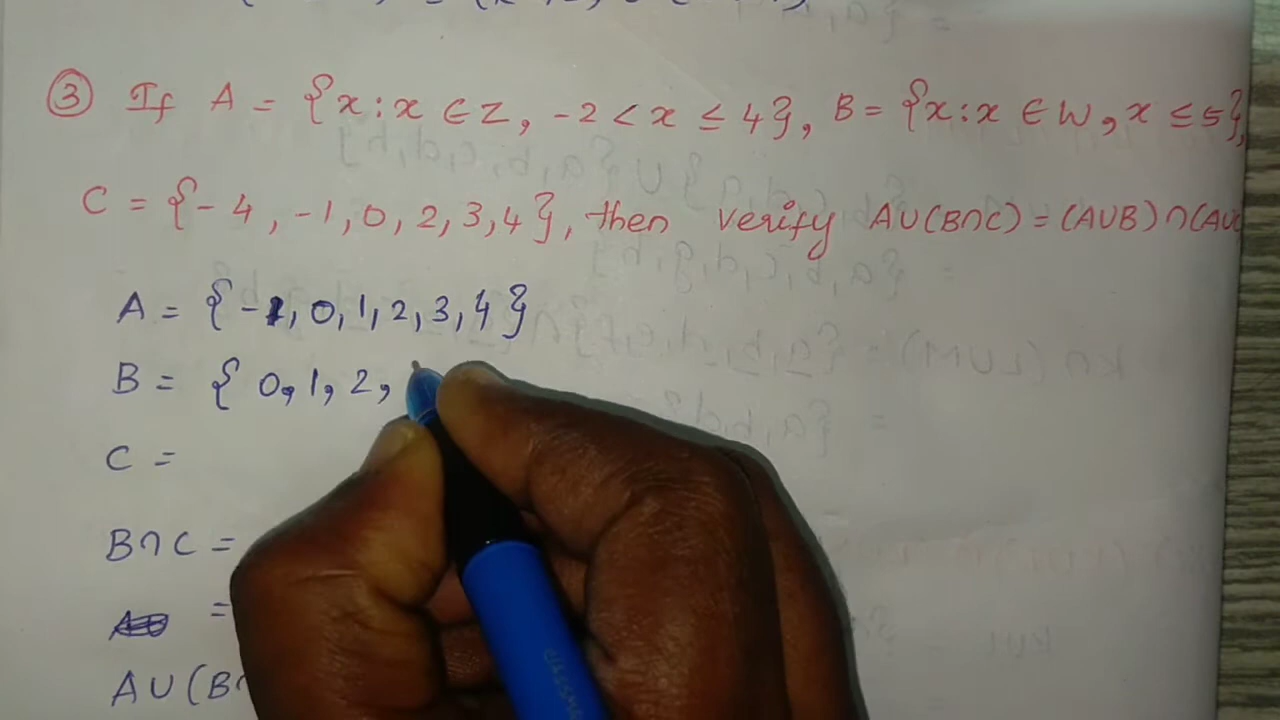 ③ If A = {x : x ∈ Z, -2 < x ≤ 4}, B = {x : x ∈ W, x ≤ 5},
C = {-4, -1, 0, 2, 3, 4}, then verify A∪(B∩C) = (A∪B)∩(A∪C
A = {-1, 0, 1, 2, 3, 4}
B = { 0, 1, 2,
C =
B∩C =
=
A∪(B∩